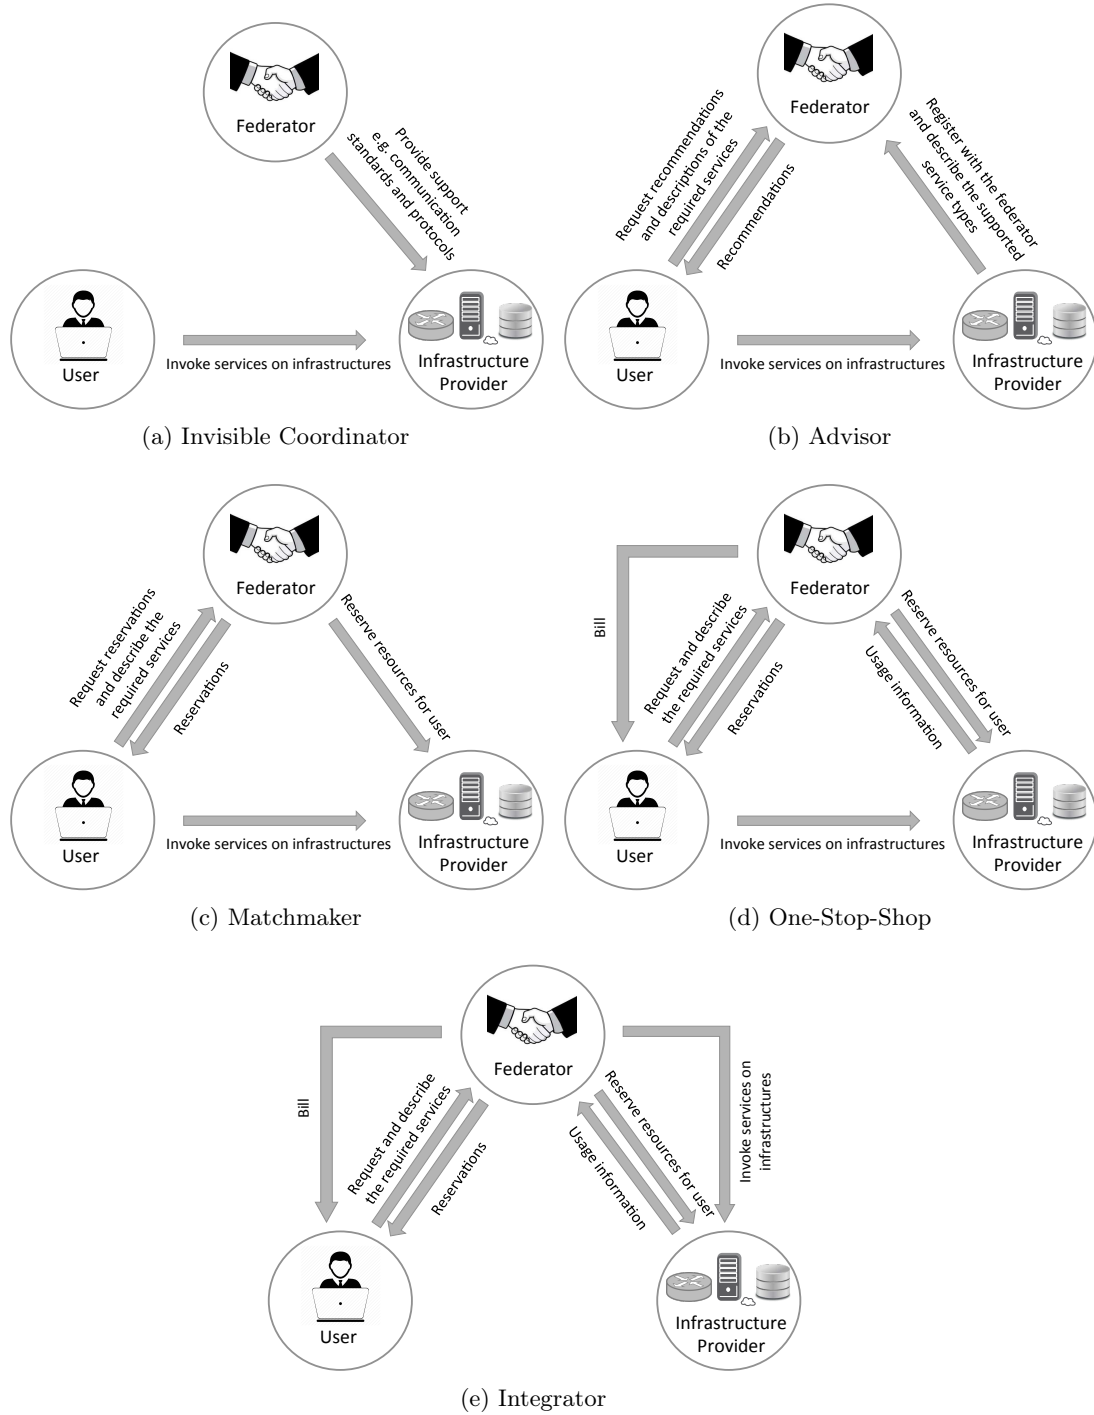 Federator
Provide support
e.g. communication
standards and protocols
User
Invoke services on infrastructures
Infrastructure
Provider
(a) Invisible Coordinator
Federator
Request recommendations
and descriptions of the
required services
Recommendations
Register with the federator
and describe the supported
service types
User
Invoke services on infrastructures
Infrastructure
Provider
(b) Advisor
Federator
Request reservations
and describe the
required services
Reservations
Reserve resources for user
User
Invoke services on infrastructures
Infrastructure
Provider
(c) Matchmaker
Federator
Bill
Request and describe
the required services
Reservations
Reserve resources for user
Usage information
User
Invoke services on infrastructures
Infrastructure
Provider
(d) One-Stop-Shop
Federator
Bill
Request and describe
the required services
Reservations
Reserve resources for user
Usage information
Invoke services on
infrastructures
User
Infrastructure
Provider
(e) Integrator